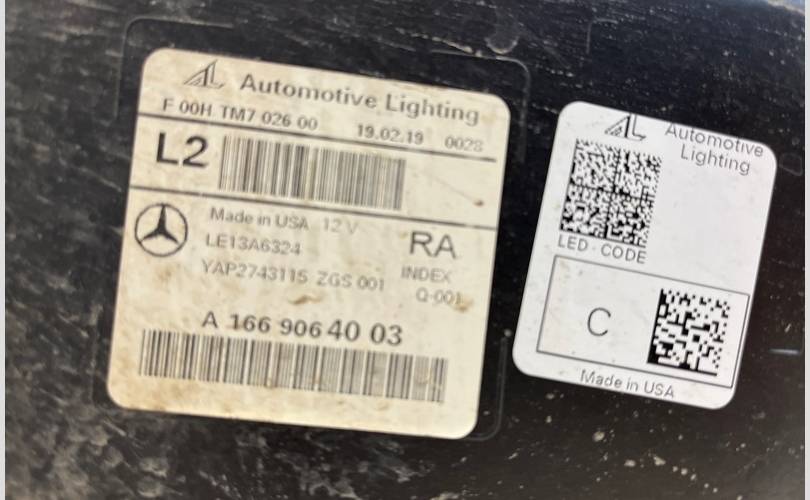 Automotive Lighting
F 00H TM7 026 00 19.02.19 0028
L2
Made in USA 12 V
LE13A6324
RA
YAP2743115 ZGS 001
INDEX
Q-001
A 166 906 40 03
Automotive
Lighting
LED-CODE
C
Made in USA